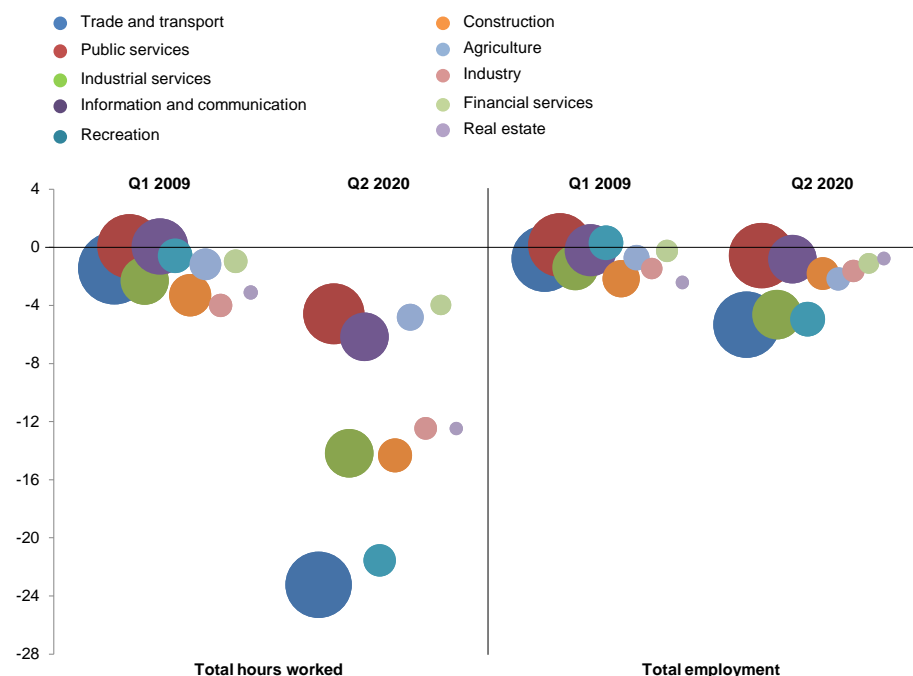 Trade and transport
Public services
Industrial services
Information and communication
Recreation
Construction
Agriculture
Industry
Financial services
Real estate
Q1 2009
Q2 2020
Q1 2009
Q2 2020
4
0
-4
-8
-12
-16
-20
-24
-28
Total hours worked
Total employment